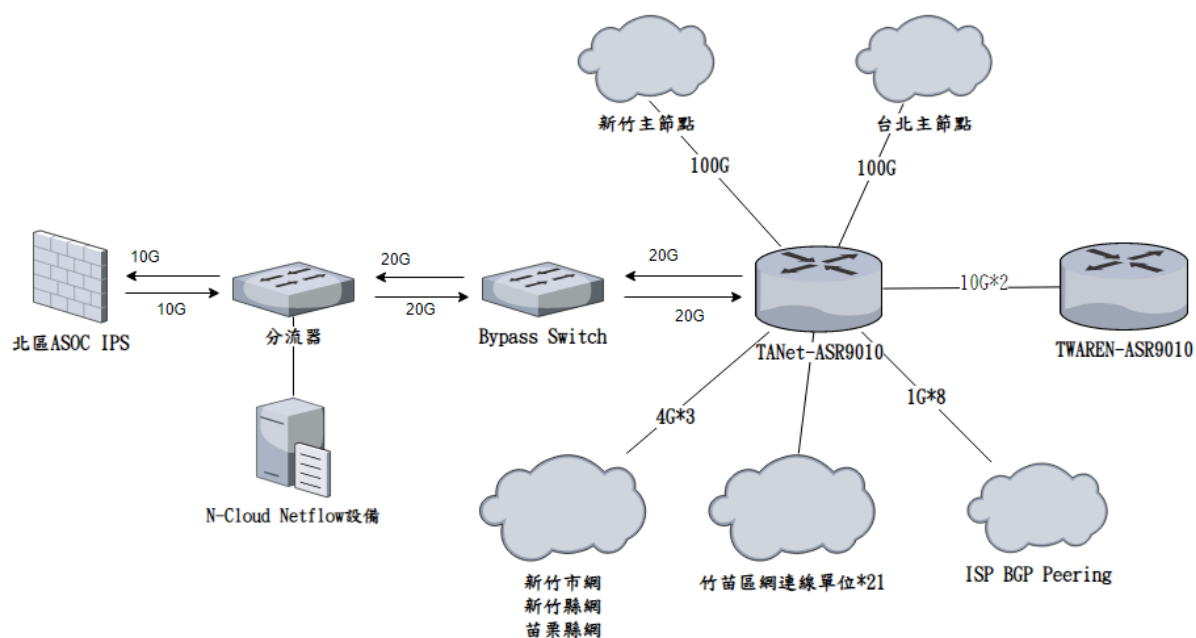 新竹主節點
台北主節點
100G
100G
10G
10G
20G
20G
20G
20G
10G*2
北區ASOC IPS
分流器
Bypass Switch
TANet-ASR9010
TWAREN-ASR9010
4G*3
1G*8
N-Cloud Netflow設備
新竹市網
新竹縣網
苗栗縣網
竹苗區網連線單位*21
ISP BGP Peering